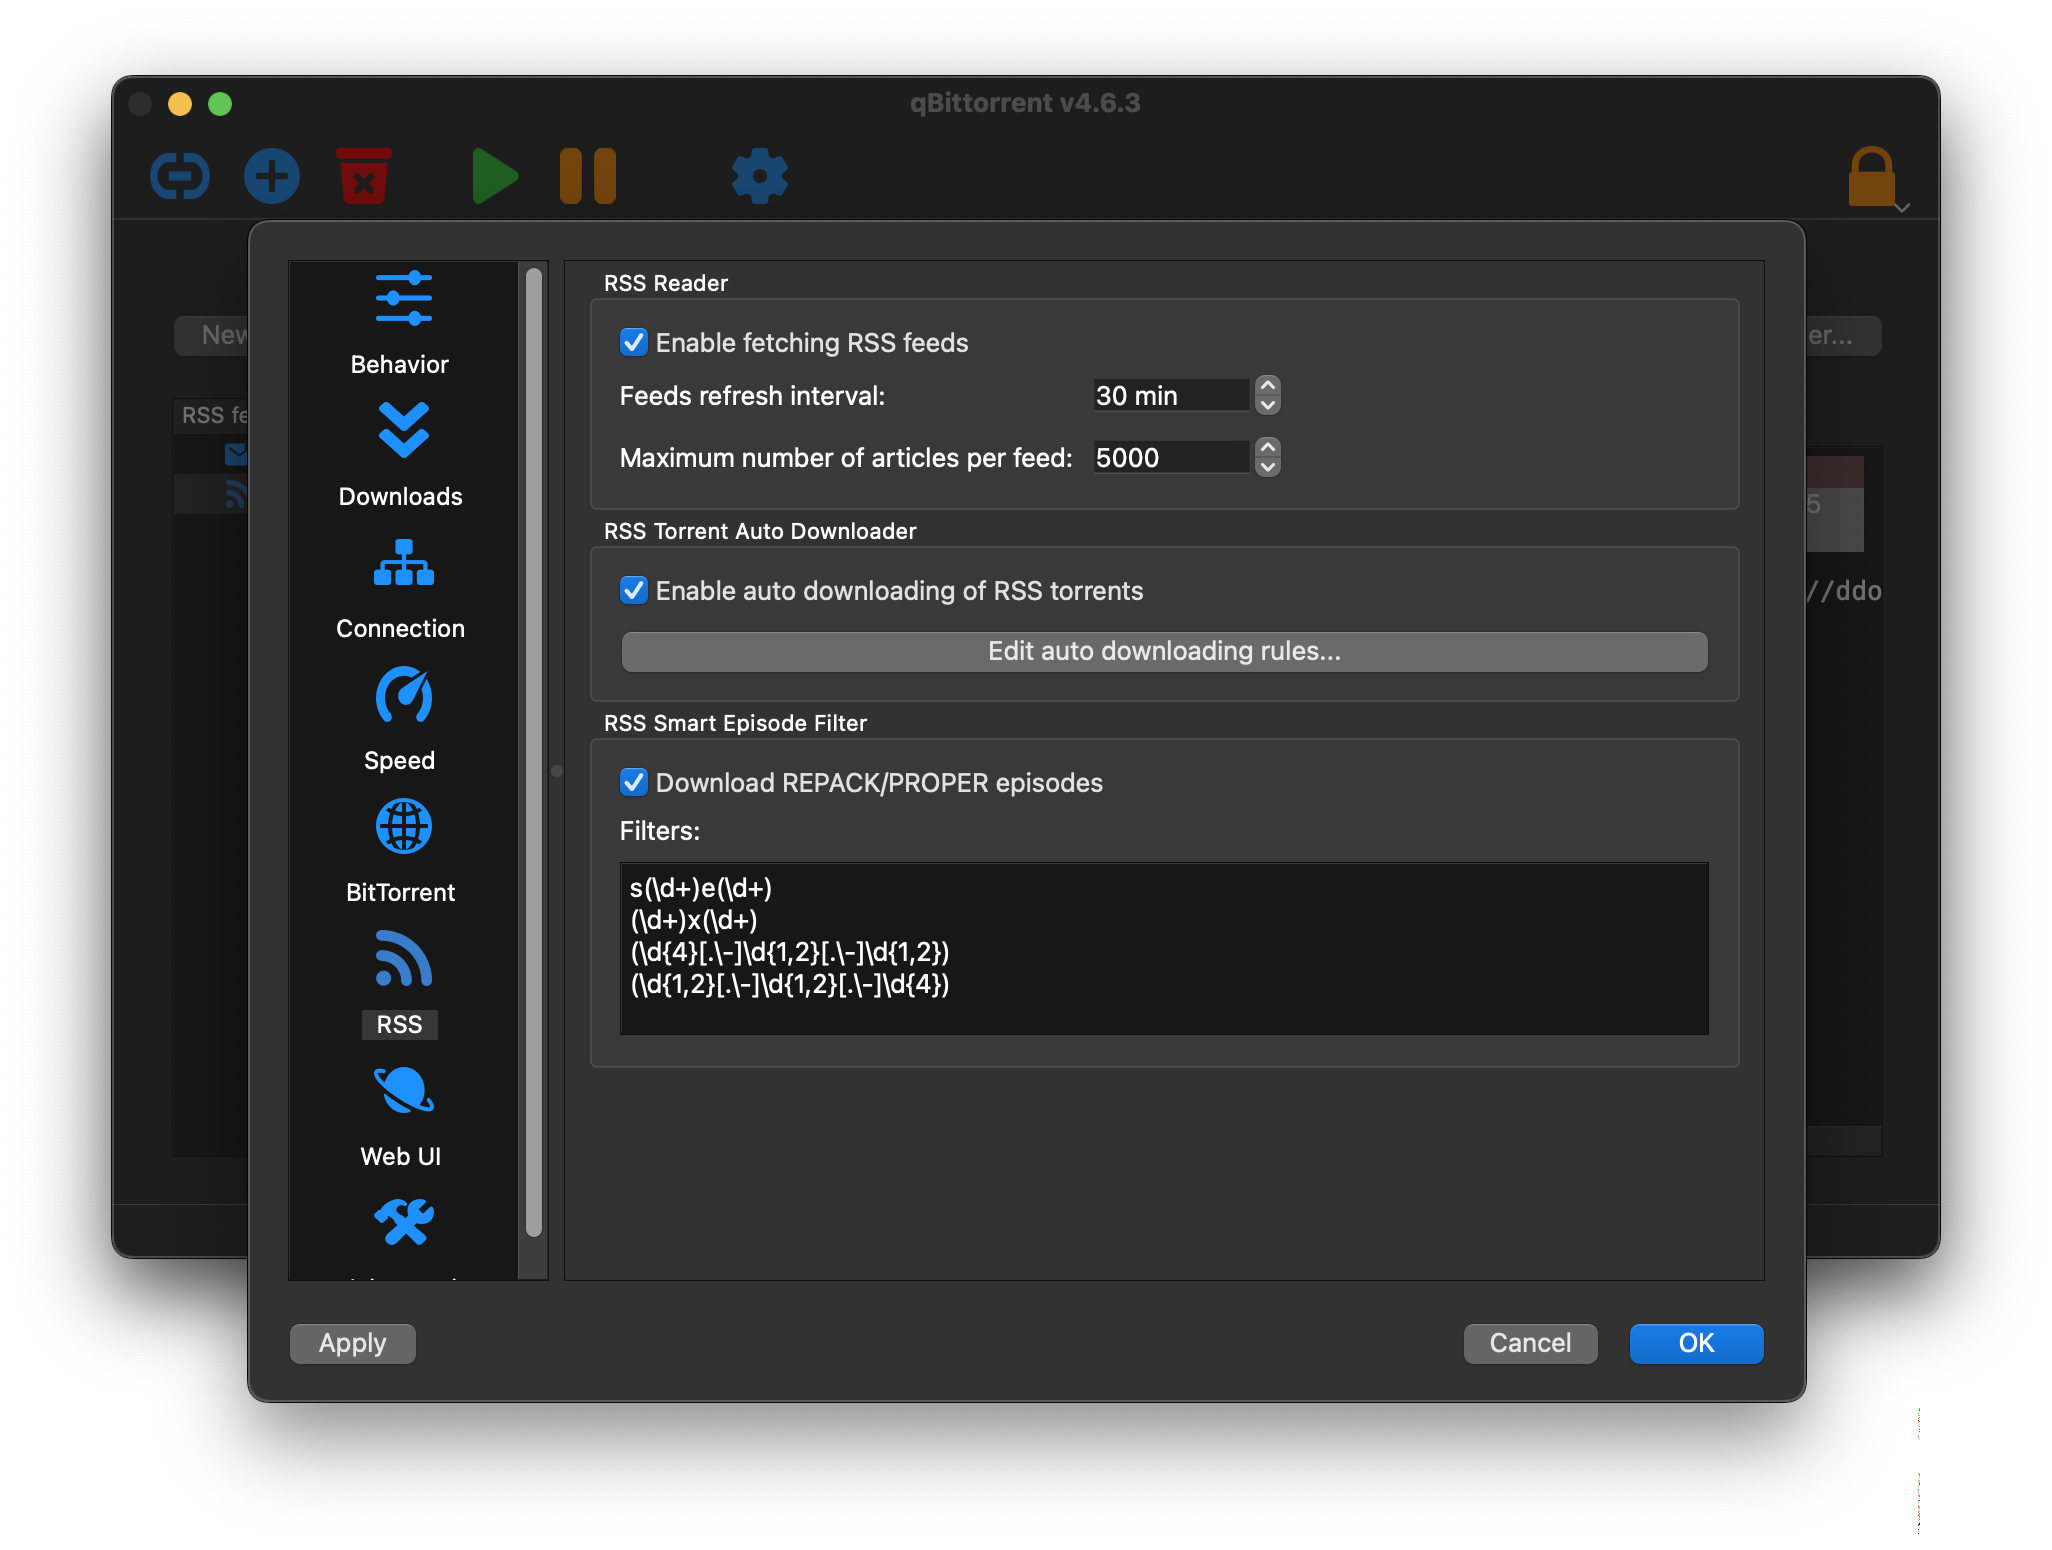 qBittorrent v4.6.3
New
er...
RSS fe
5
//ddo
Behavior
Downloads
Connection
Speed
BitTorrent
RSS
Web UI
RSS Reader
Enable fetching RSS feeds
Feeds refresh interval: 30 min
Maximum number of articles per feed: 5000
RSS Torrent Auto Downloader
Enable auto downloading of RSS torrents
Edit auto downloading rules...
RSS Smart Episode Filter
Download REPACK/PROPER episodes
Filters:
s(\d+)e(\d+)
(\d+)x(\d+)
(\d{4}[.\-]\d{1,2}[.\-]\d{1,2})
(\d{1,2}[.\-]\d{1,2}[.\-]\d{4})
Apply
Cancel
OK